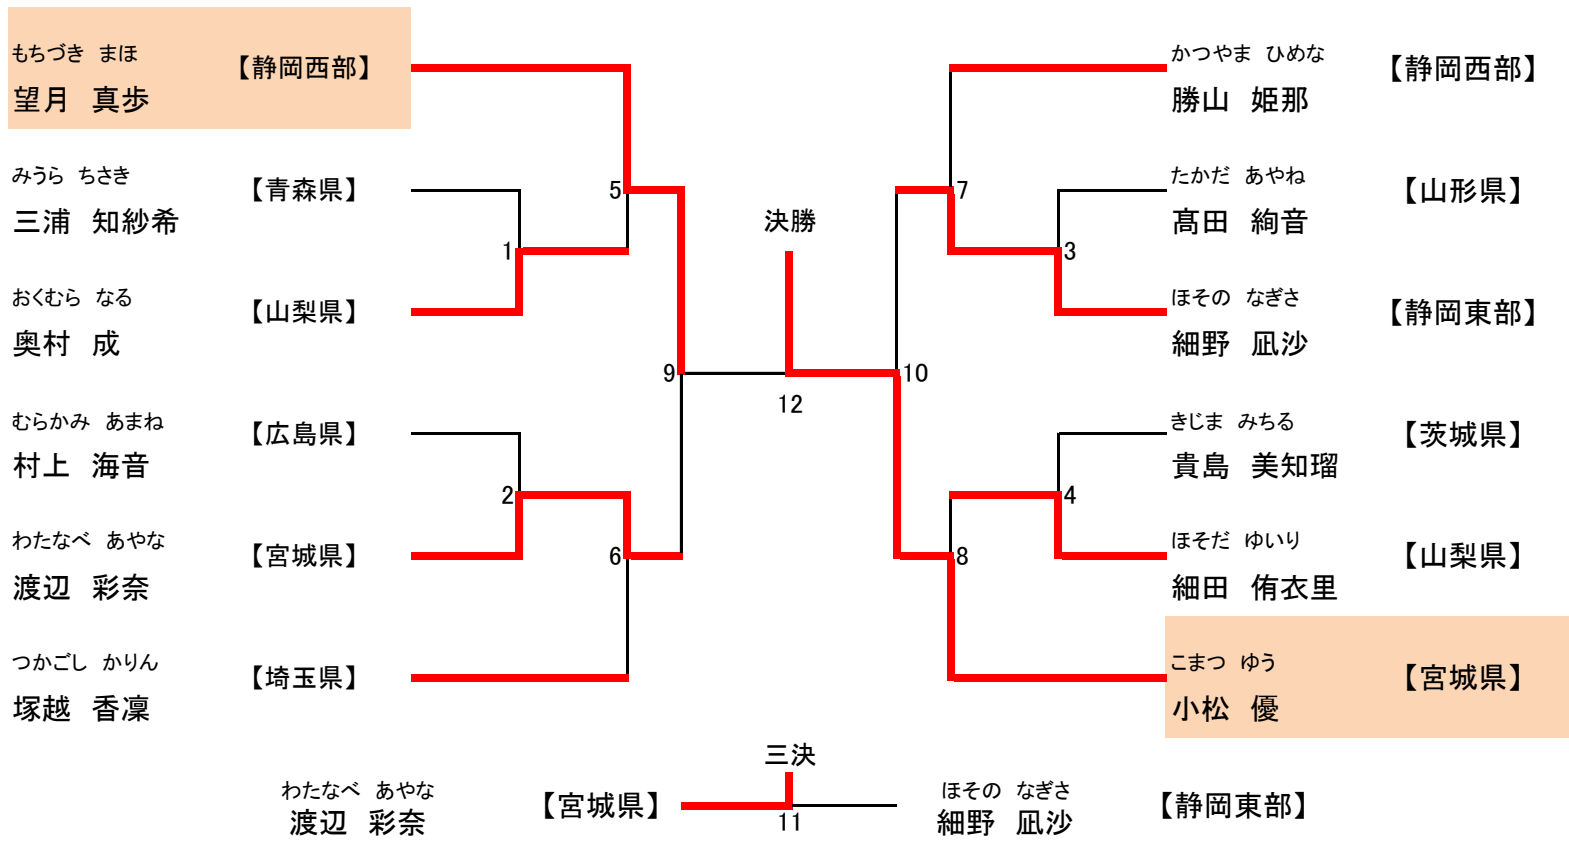 もちづき まほ
望月 真歩
【静岡西部】
みうら ちさき
三浦 知紗希
【青森県】
おくむら なる
奥村 成
【山梨県】
むらかみ あまね
村上 海音
【広島県】
わたなべ あやな
渡辺 彩奈
【宮城県】
つかごし かりん
塚越 香凜
【埼玉県】
5
1
9
2
6
決勝
12
7
3
10
4
8
かつやま ひめな
勝山 姫那
【静岡西部】
たかだ あやね
髙田 絢音
【山形県】
ほその なぎさ
細野 凪沙
【静岡東部】
きじま みちる
貴島 美知瑠
【茨城県】
ほそだ ゆいり
細田 侑衣里
【山梨県】
こまつ ゆう
小松 優
【宮城県】
三決
わたなべ あやな
渡辺 彩奈
【宮城県】
11
ほその なぎさ
細野 凪沙
【静岡東部】